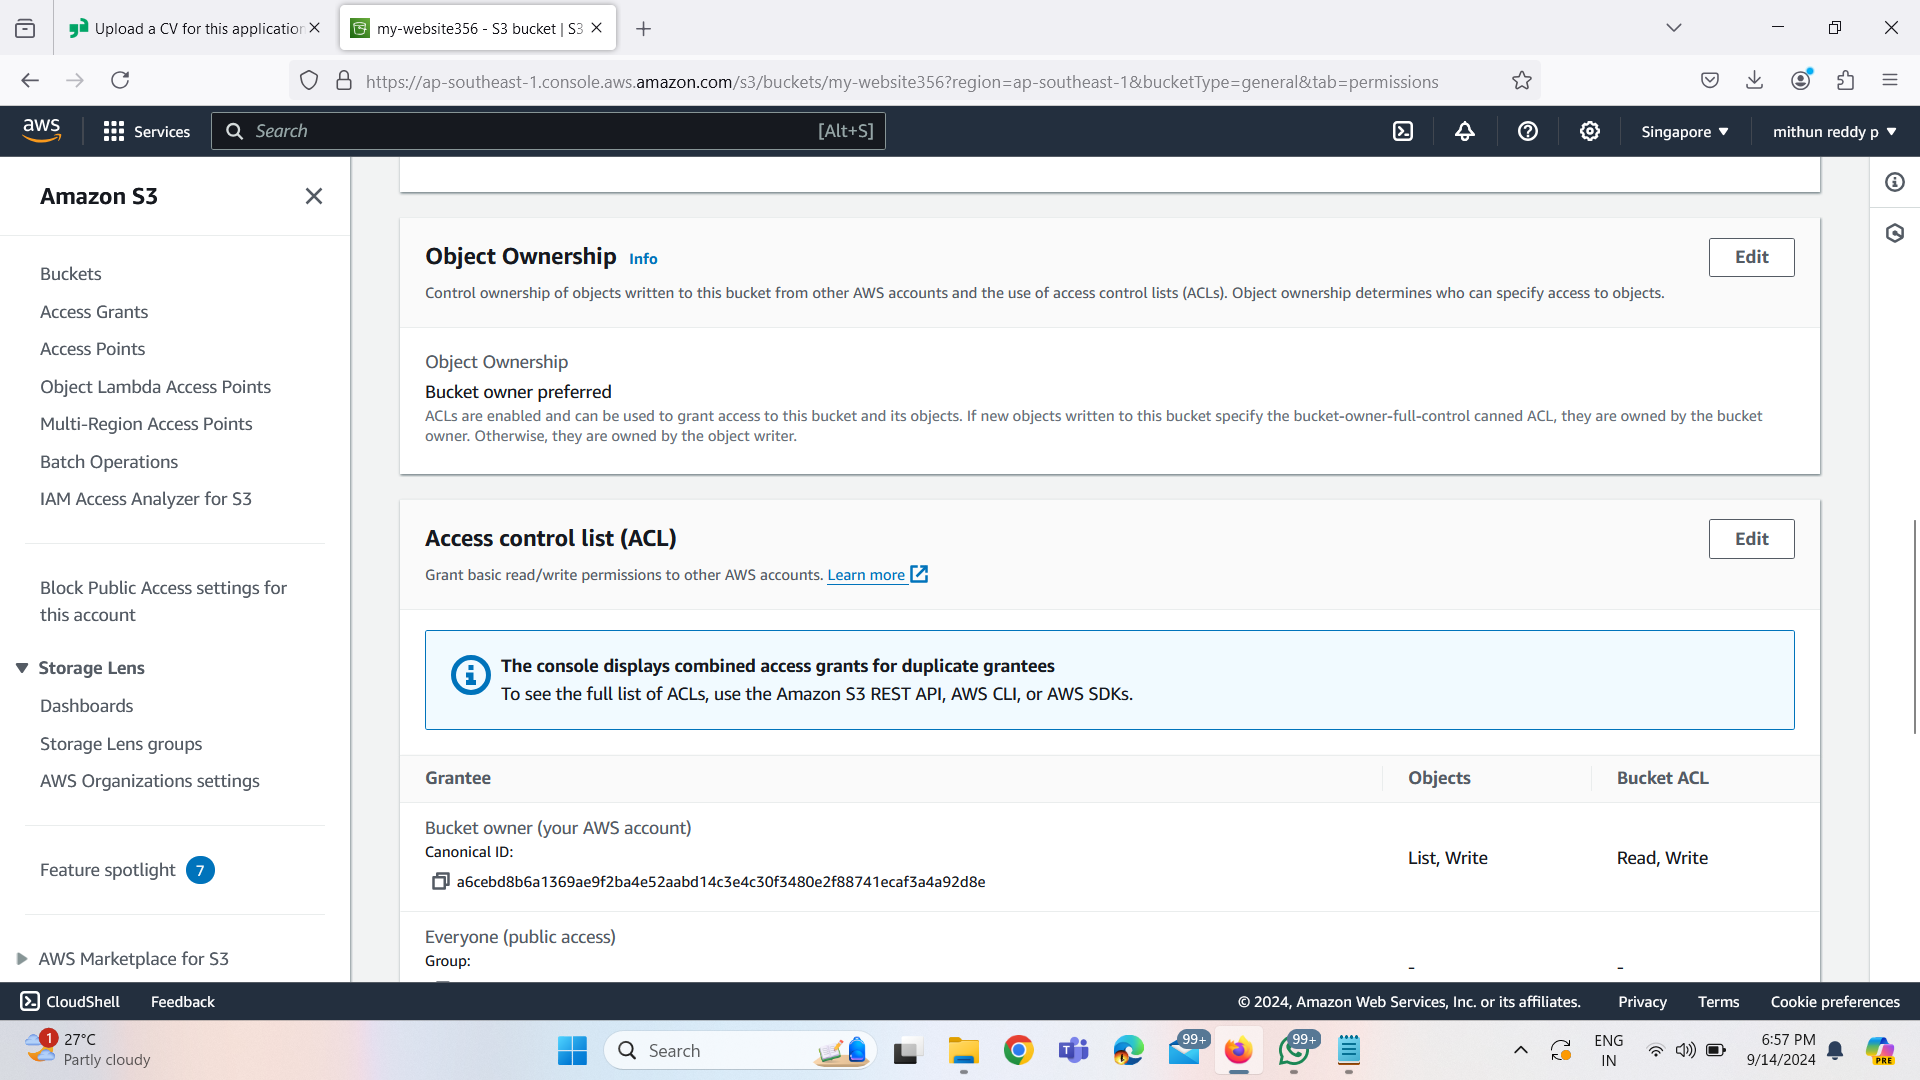 Upload a CV for this application
my-website356 - S3 bucket | S3
https://ap-southeast-1.console.aws.amazon.com/s3/buckets/my-website356?region=ap-southeast-1&bucketType=general&tab=permissions
aws
Services
Search
[Alt+S]
Singapore
mithun reddy p
Amazon S3
Buckets
Access Grants
Access Points
Object Lambda Access Points
Multi-Region Access Points
Batch Operations
IAM Access Analyzer for S3
Block Public Access settings for
this account
Storage Lens
Dashboards
Storage Lens groups
AWS Organizations settings
Feature spotlight 7
AWS Marketplace for S3
Object Ownership Info
Edit
Control ownership of objects written to this bucket from other AWS accounts and the use of access control lists (ACLs). Object ownership determines who can specify access to objects.
Object Ownership
Bucket owner preferred
ACLs are enabled and can be used to grant access to this bucket and its objects. If new objects written to this bucket specify the bucket-owner-full-control canned ACL, they are owned by the bucket
owner. Otherwise, they are owned by the object writer.
Access control list (ACL)
Edit
Grant basic read/write permissions to other AWS accounts. Learn more
The console displays combined access grants for duplicate grantees
To see the full list of ACLs, use the Amazon S3 REST API, AWS CLI, or AWS SDKs.
Grantee
Objects
Bucket ACL
Bucket owner (your AWS account)
Canonical ID:
a6cebd8b6a1369ae9f2ba4e52aabd14c3e4c30f3480e2f88741ecaf3a4a92d8e
List, Write
Read, Write
Everyone (public access)
Group:
-
-
CloudShell
Feedback
© 2024, Amazon Web Services, Inc. or its affiliates.
Privacy
Terms
Cookie preferences
1
27°C
Partly cloudy
Search
99+
99+
ENG
IN
6:57 PM
9/14/2024
PRE